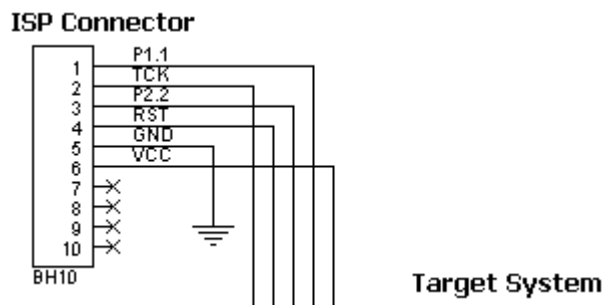 ISP Connector
1 P1.1
2 TCK
3 P2.2
4 RST
5 GND
6 VCC
7
8
9
10
BH10
Target System